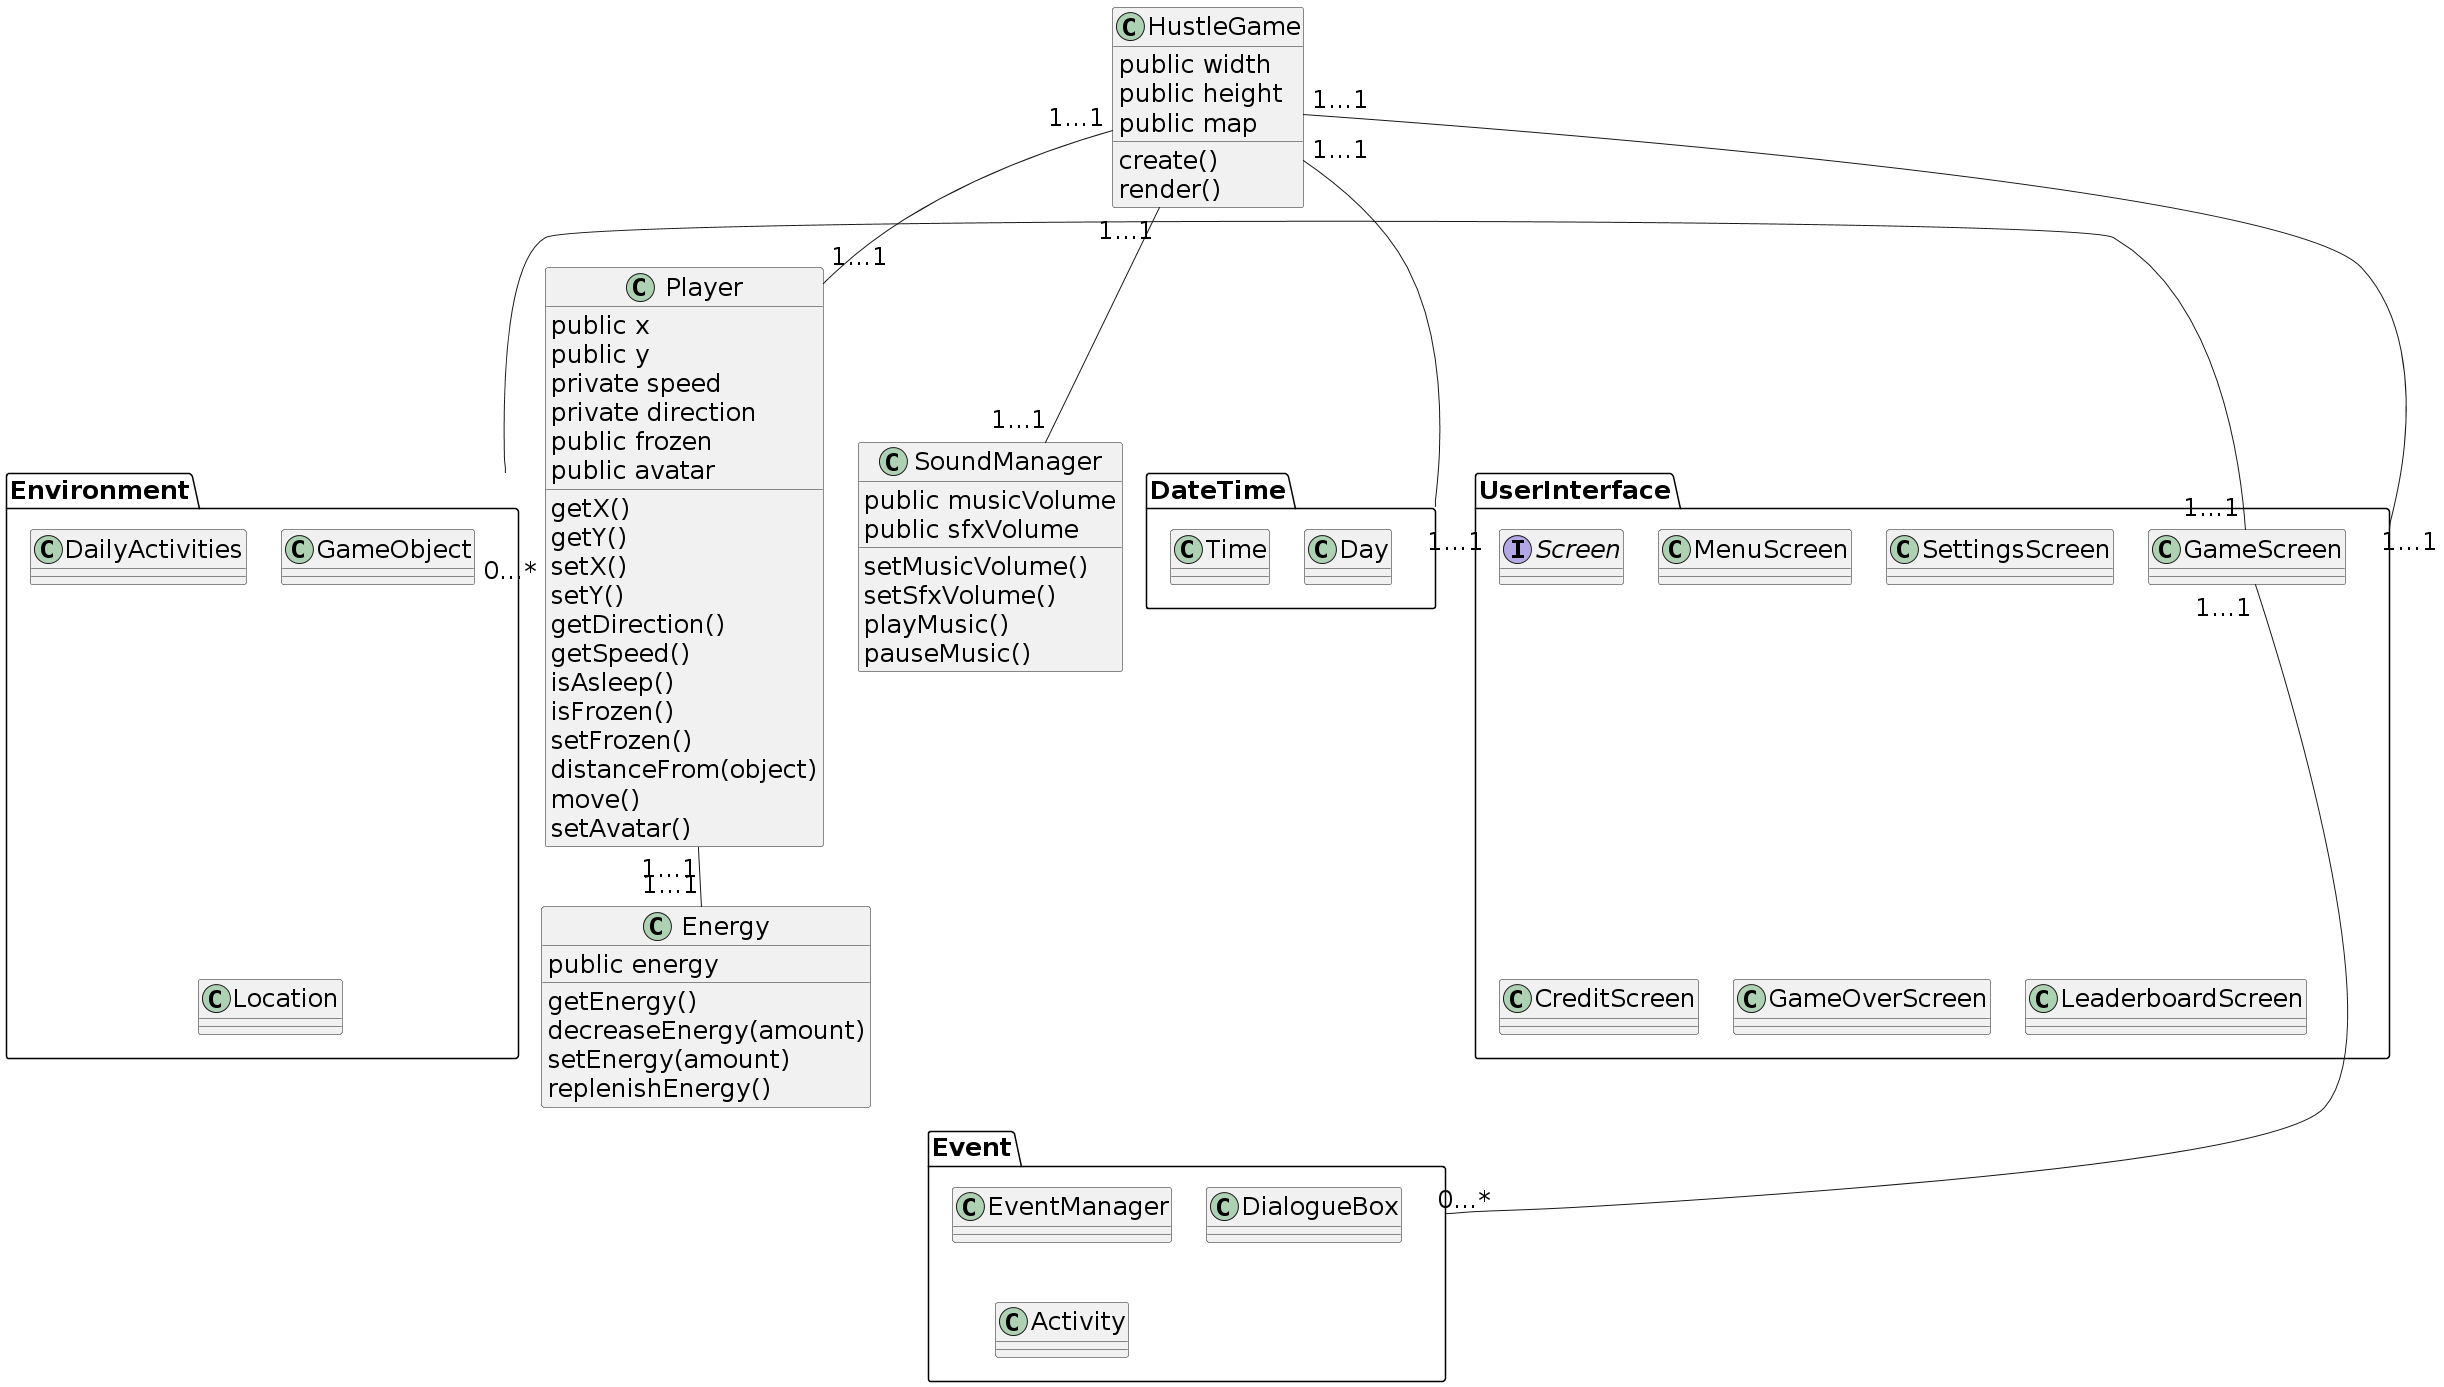 HustleGame
public width
public height
public map
create()
render()
1...1
1...1
1...1
1...1
1...1
Player
public x
public y
private speed
private direction
public frozen
public avatar
getX()
getY()
setX()
setY()
getDirection()
getSpeed()
isAsleep()
isFrozen()
setFrozen()
distanceFrom(object)
move()
setAvatar()
1...1
SoundManager
public musicVolume
public sfxVolume
setMusicVolume()
setSfxVolume()
playMusic()
pauseMusic()
Environment
DailyActivities
GameObject
0...*
Location
DateTime
Time
Day
1...1
UserInterface
1...1
Screen
MenuScreen
SettingsScreen
GameScreen
1...1
1...1
CreditScreen
GameOverScreen
LeaderboardScreen
1...1
1...1
Energy
public energy
getEnergy()
decreaseEnergy(amount)
setEnergy(amount)
replenishEnergy()
Event
EventManager
DialogueBox
0...*
Activity